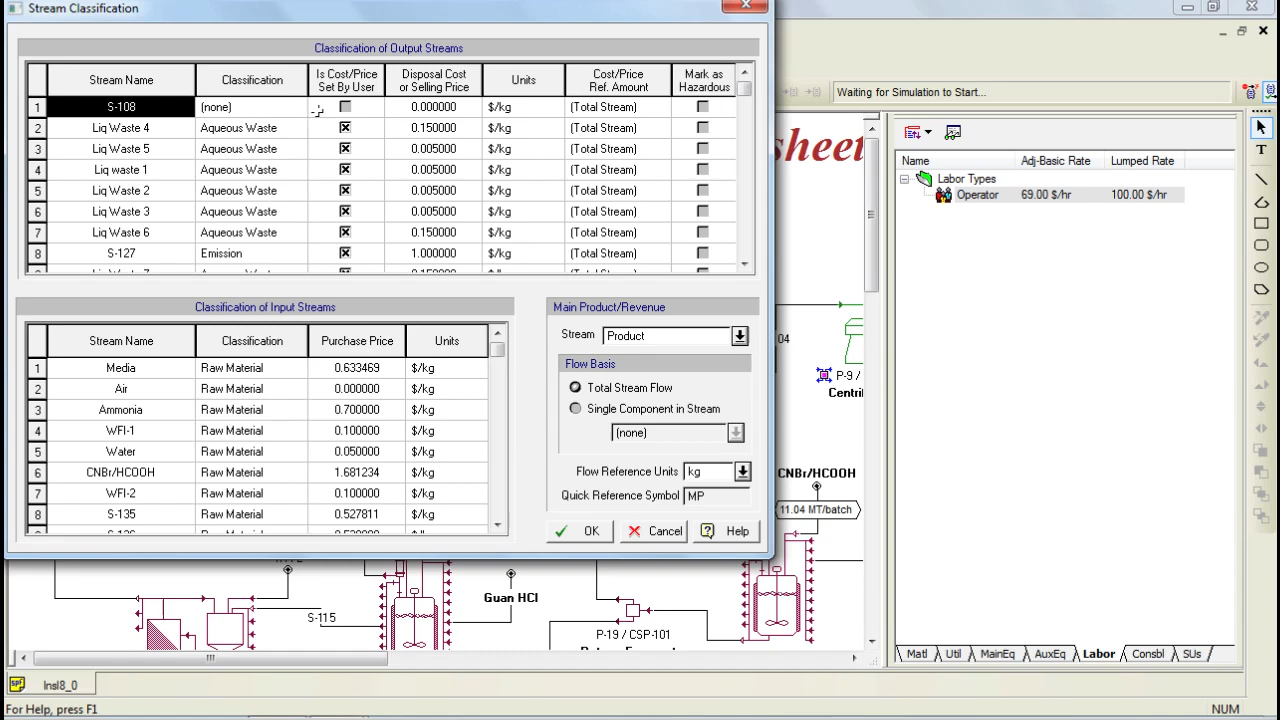 Stream Classification
Classification of Output Streams
Stream Name Classification Is Cost/Price Set By User Disposal Cost or Selling Price Units Cost/Price Ref. Amount Mark as Hazardous
1 S-108 (none) 0.000000 $/kg (Total Stream)
2 Liq Waste 4 Aqueous Waste 0.150000 $/kg (Total Stream)
3 Liq Waste 5 Aqueous Waste 0.005000 $/kg (Total Stream)
4 Liq waste 1 Aqueous Waste 0.005000 $/kg (Total Stream)
5 Liq Waste 2 Aqueous Waste 0.005000 $/kg (Total Stream)
6 Liq Waste 3 Aqueous Waste 0.005000 $/kg (Total Stream)
7 Liq Waste 6 Aqueous Waste 0.150000 $/kg (Total Stream)
8 S-127 Emission 1.000000 $/kg (Total Stream)
Classification of Input Streams
Stream Name Classification Purchase Price Units
1 Media Raw Material 0.633469 $/kg
2 Air Raw Material 0.000000 $/kg
3 Ammonia Raw Material 0.700000 $/kg
4 WFI-1 Raw Material 0.100000 $/kg
5 Water Raw Material 0.050000 $/kg
6 CNBr/HCOOH Raw Material 1.681234 $/kg
7 WFI-2 Raw Material 0.100000 $/kg
8 S-135 Raw Material 0.527811 $/kg
Main Product/Revenue
Stream Product
Flow Basis
Total Stream Flow
Single Component in Stream
(none)
Flow Reference Units kg
Quick Reference Symbol MP
OK Cancel Help
Waiting for Simulation to Start...
sheet
04
P-9 /
Centri
CNBr/HCOOH
11.04 MT/batch
Guan HCl
S-115
P-19 / CSP-101
Name Adj-Basic Rate Lumped Rate
Labor Types
Operator 69.00 $/hr 100.00 $/hr
T
Matl Util MainEq AuxEq Labor Consbl SUs
spf Insl8_0
For Help, press F1
NUM